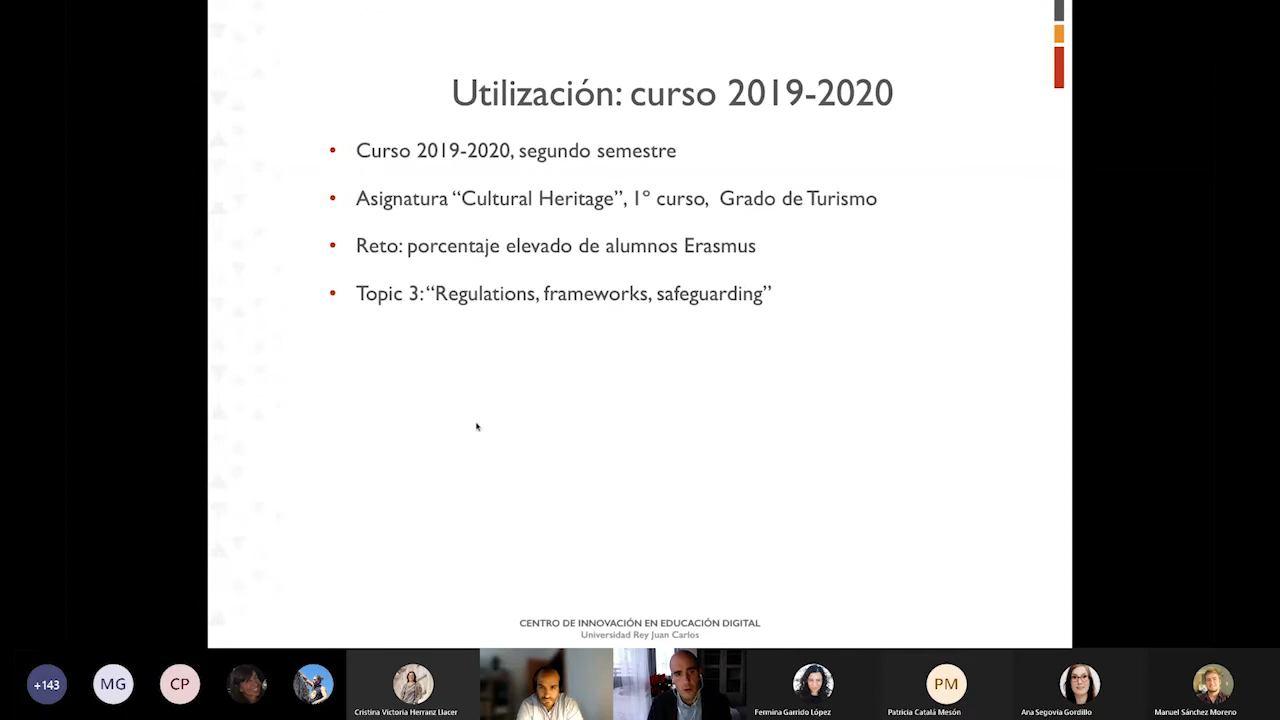 Utilización: curso 2019-2020
• Curso 2019-2020, segundo semestre
• Asignatura “Cultural Heritage”, 1º curso, Grado de Turismo
• Reto: porcentaje elevado de alumnos Erasmus
• Topic 3: “Regulations, frameworks, safeguarding”
CENTRO DE INNOVACIÓN EN EDUCACIÓN DIGITAL
Universidad Rey Juan Carlos
+143
MG
CP
PM
Cristina Victoria Herranz Llacer
Fermina Garrido López
Patricia Catalá Mesón
Ana Segovia Gordillo
Manuel Sánchez Moreno